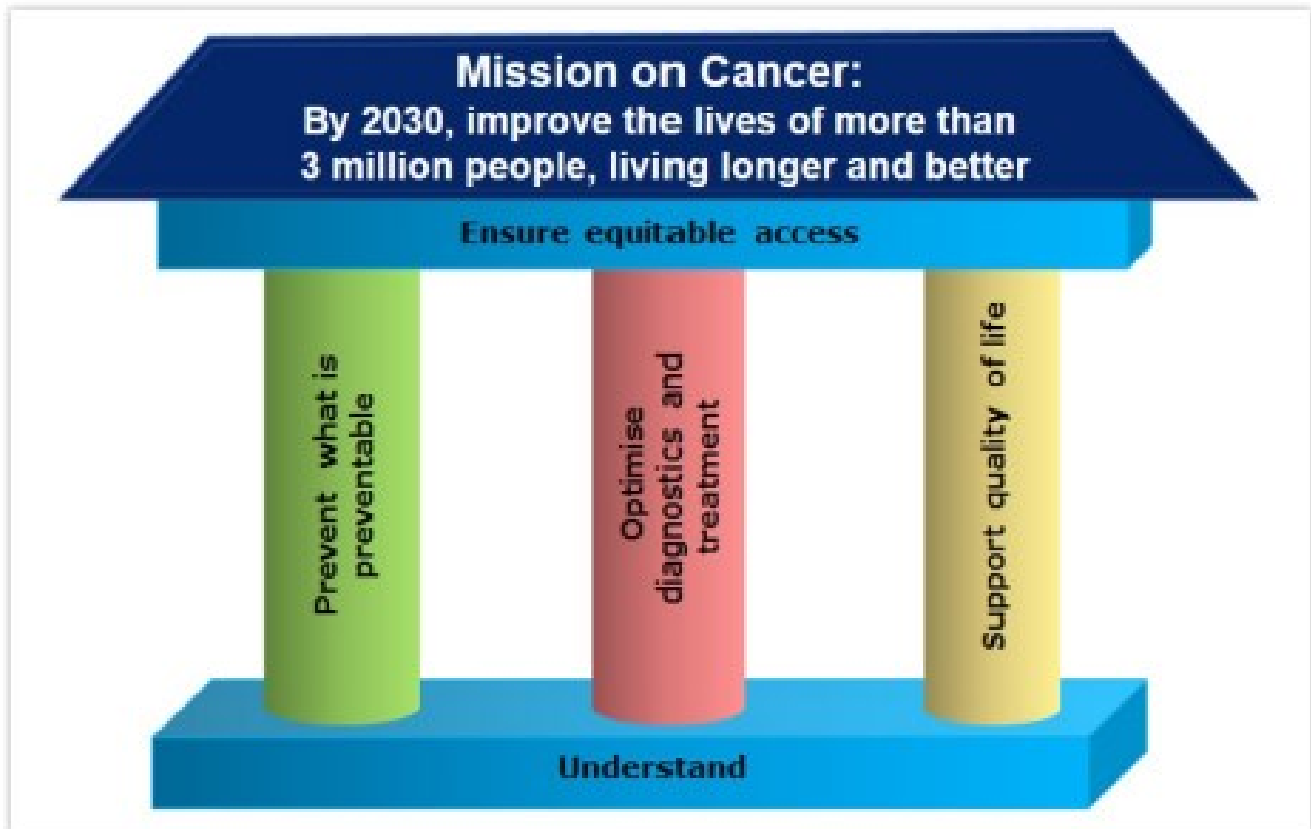 Mission on Cancer:
By 2030, improve the lives of more than
3 million people, living longer and better
Ensure equitable access
Prevent what is
preventable
Optimise
diagnostics and
treatment
Support quality of life
Understand